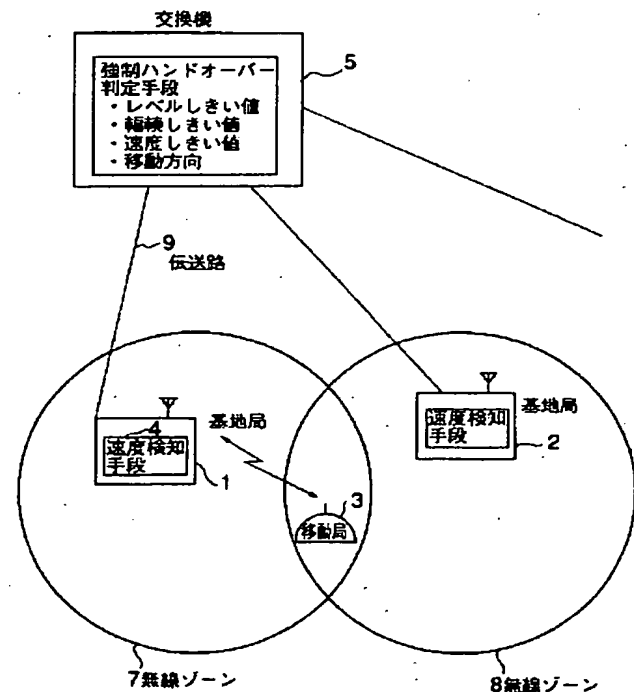 交換機
強制ハンドオーバー
判定手段
・レベルしきい値
・輻輳しきい値
・速度しきい値
・移動方向
5
9
伝送路
基地局
4
速度検知
手段
1
基地局
速度検知
手段
2
3
移動局
7無線ゾーン
8無線ゾーン